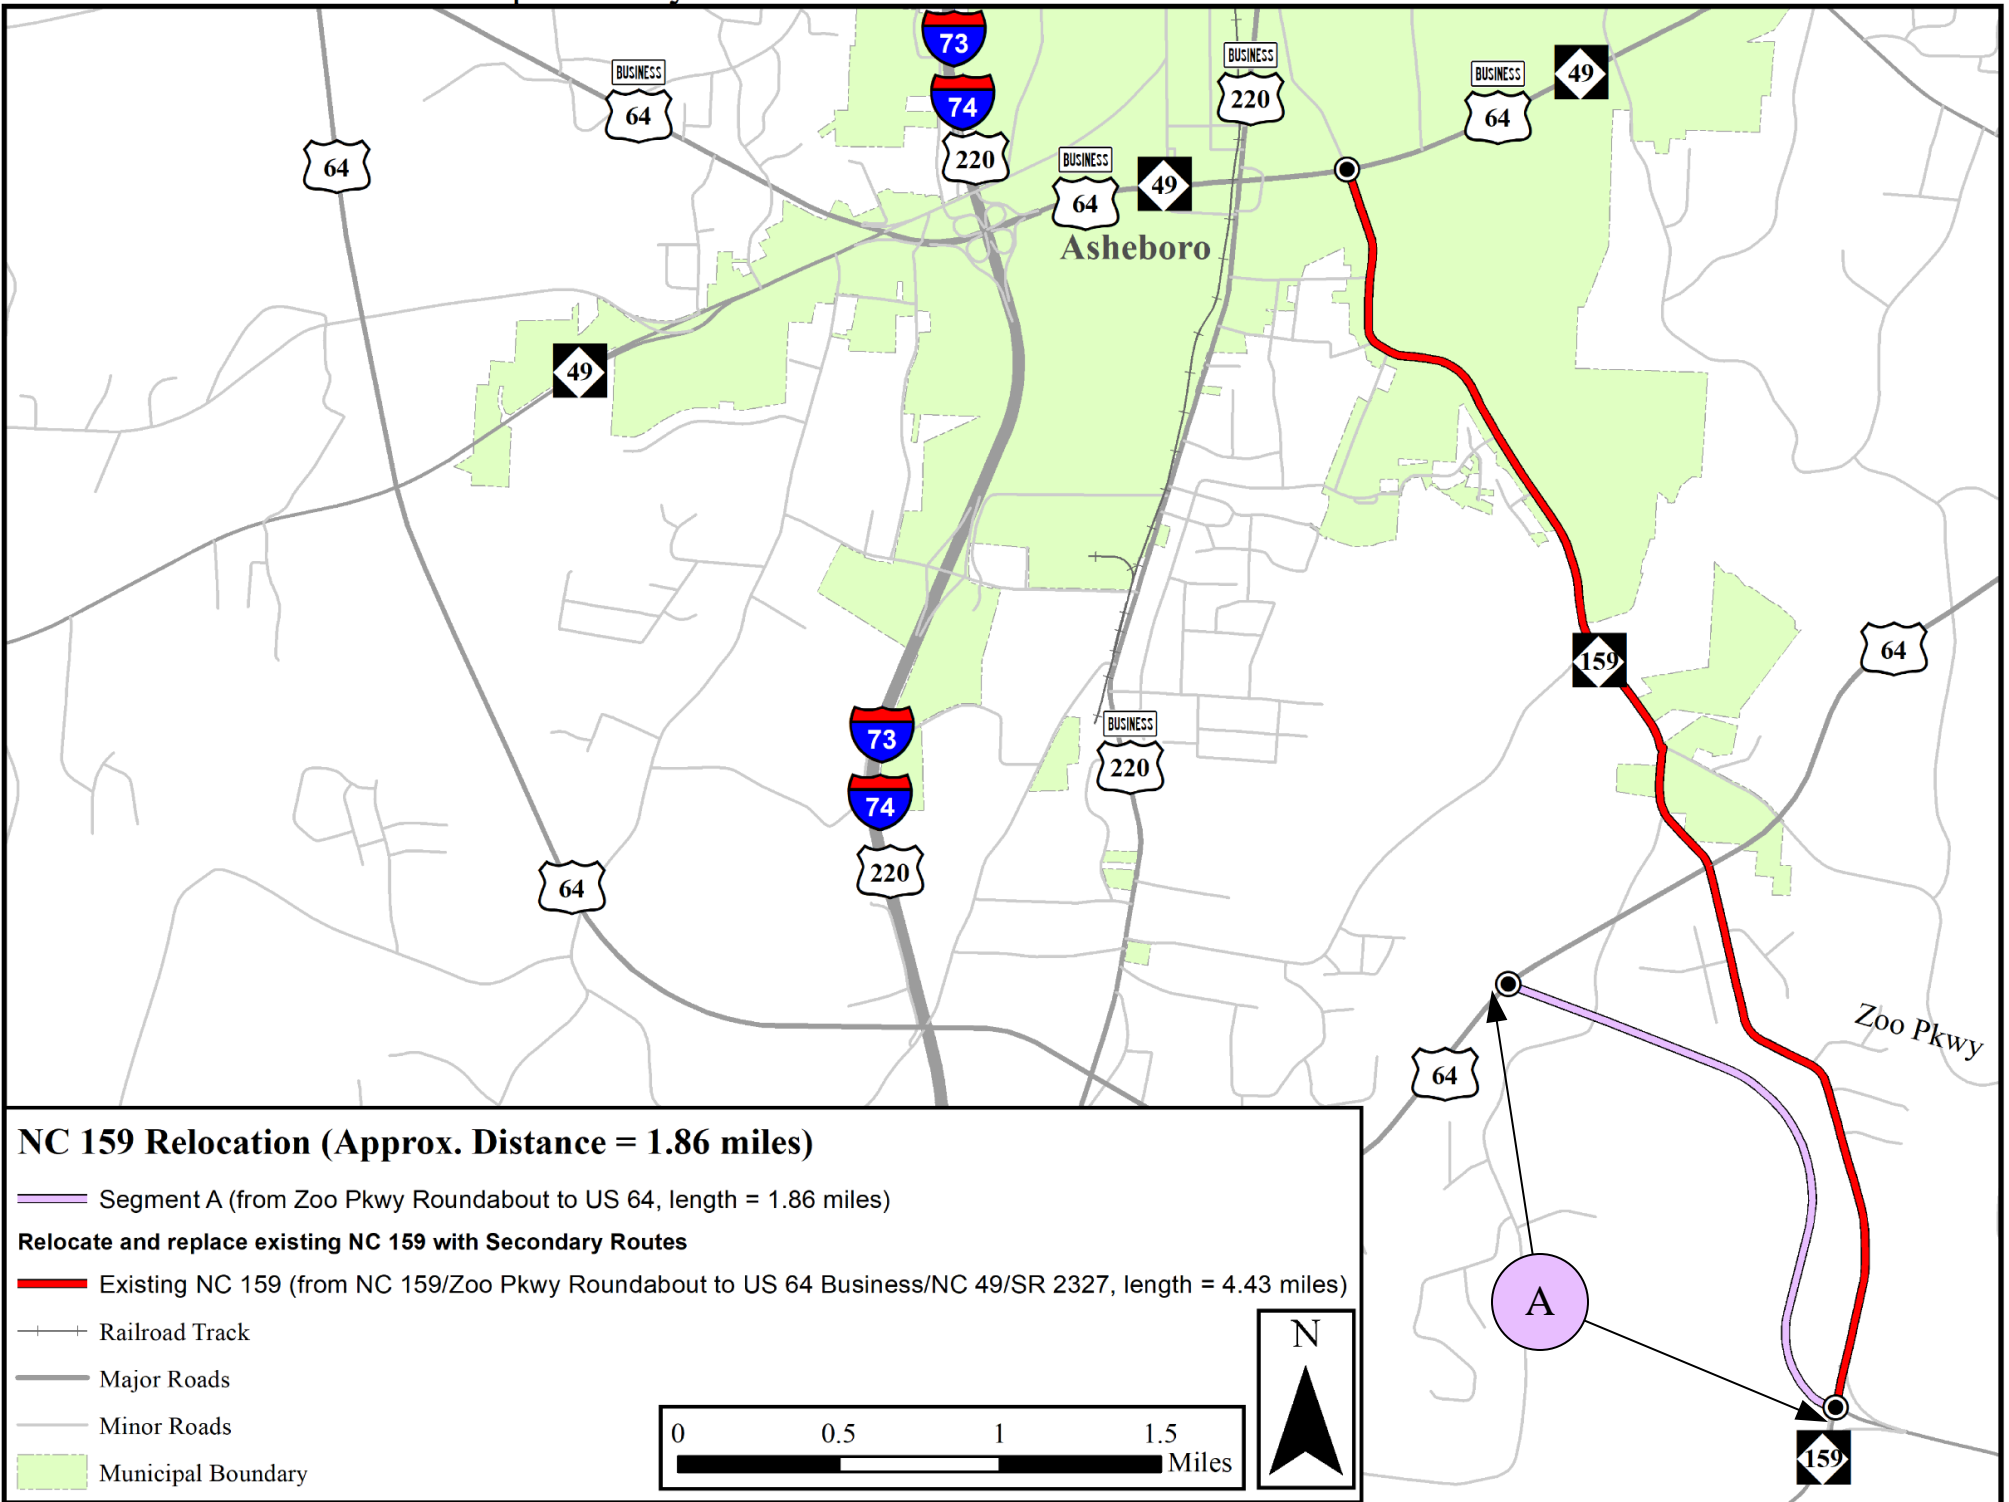 73
74
220
BUSINESS
64
BUSINESS
220
BUSINESS
64
49
64
BUSINESS
64
49
Asheboro
49
159
64
73
74
220
BUSINESS
220
64
64
Zoo Pkwy
A
159
NC 159 Relocation (Approx. Distance = 1.86 miles)
Segment A (from Zoo Pkwy Roundabout to US 64, length = 1.86 miles)
Relocate and replace existing NC 159 with Secondary Routes
Existing NC 159 (from NC 159/Zoo Pkwy Roundabout to US 64 Business/NC 49/SR 2327, length = 4.43 miles)
Railroad Track
Major Roads
Minor Roads
Municipal Boundary
0 0.5 1 1.5
Miles
N